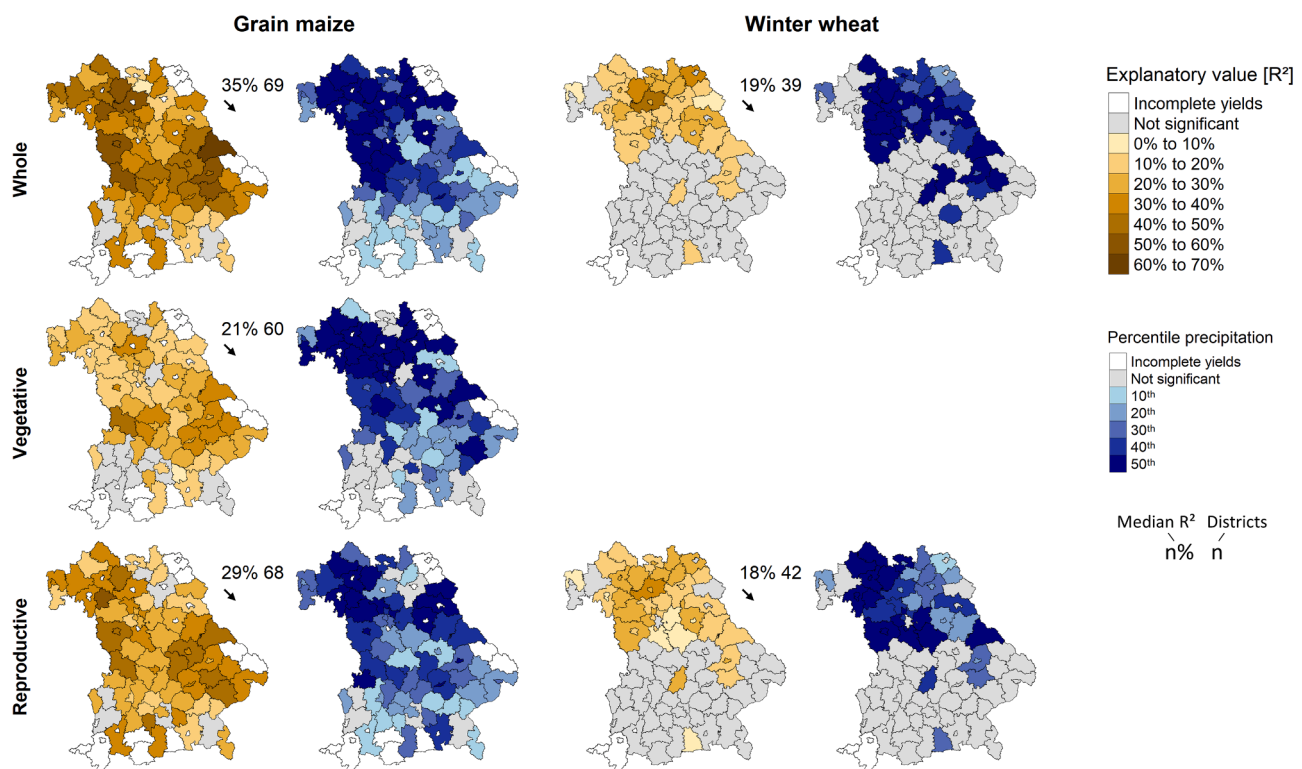 Grain maize
Winter wheat
Whole
35% 69
19% 39
Vegetative
21% 60
Reproductive
29% 68
18% 42
Explanatory value [R²]
Incomplete yields
Not significant
0% to 10%
10% to 20%
20% to 30%
30% to 40%
40% to 50%
50% to 60%
60% to 70%
Percentile precipitation
Incomplete yields
Not significant
10ᵗʰ
20ᵗʰ
30ᵗʰ
40ᵗʰ
50ᵗʰ
Median R² Districts
n% n